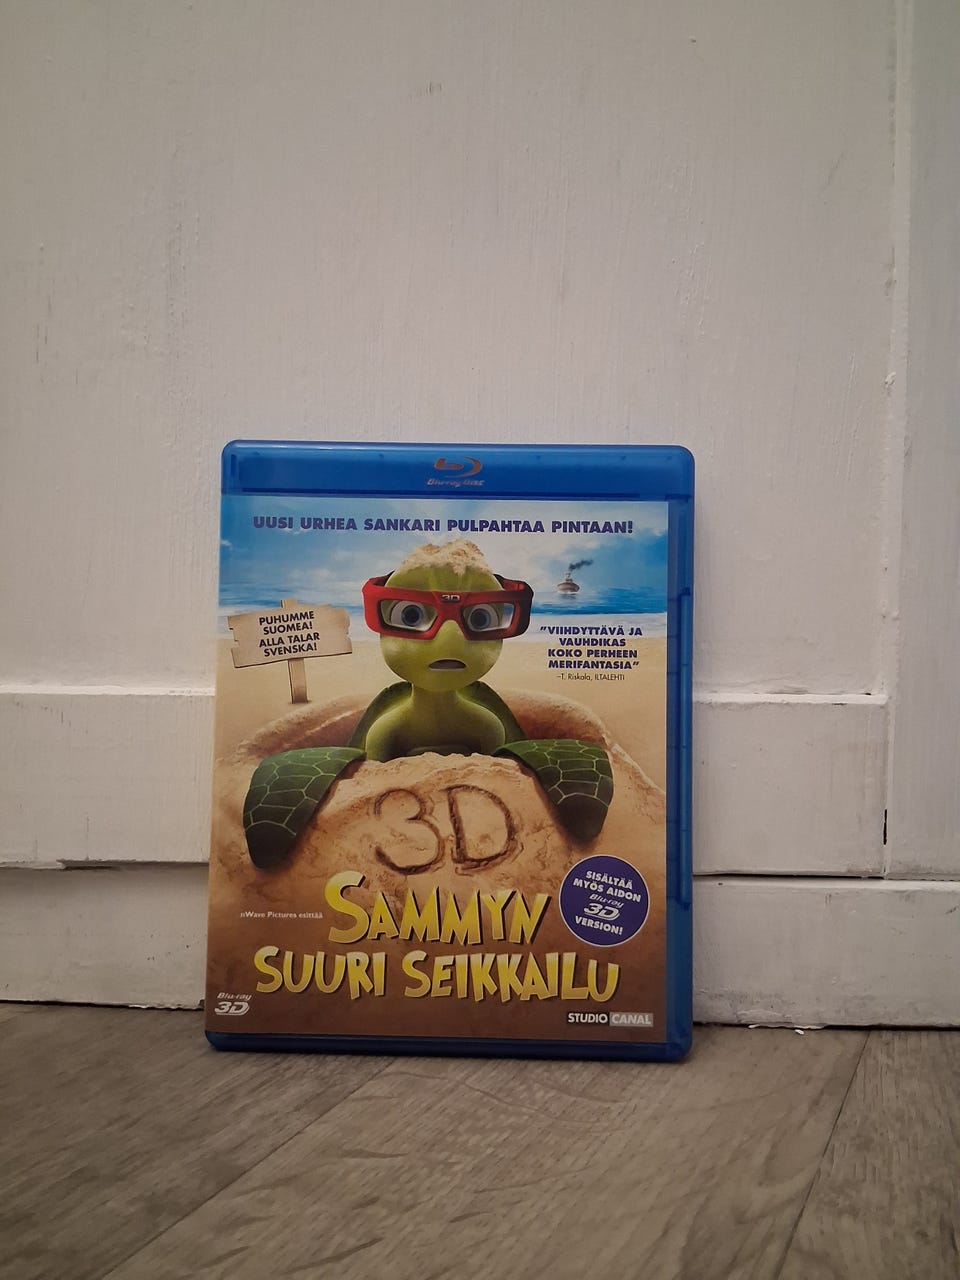 Blu-ray Disc
UUSI URHEA SANKARI PULPAHTAA PINTAAN!
3D
PUHUMME
SUOMEA!
ALLA TALAR
SVENSKA!
"VIIHDYTTÄVÄ JA
VAUHDIKAS
KOKO PERHEEN
MERIFANTASIA"
–T. Riskala, ILTALEHTI
3D
SISÄLTÄÄ
MYÖS AIDON
Blu-ray
3D
VERSION!
nWave Pictures esittää
SAMMYN
SUURI SEIKKAILU
Blu-ray
3D
STUDIO CANAL